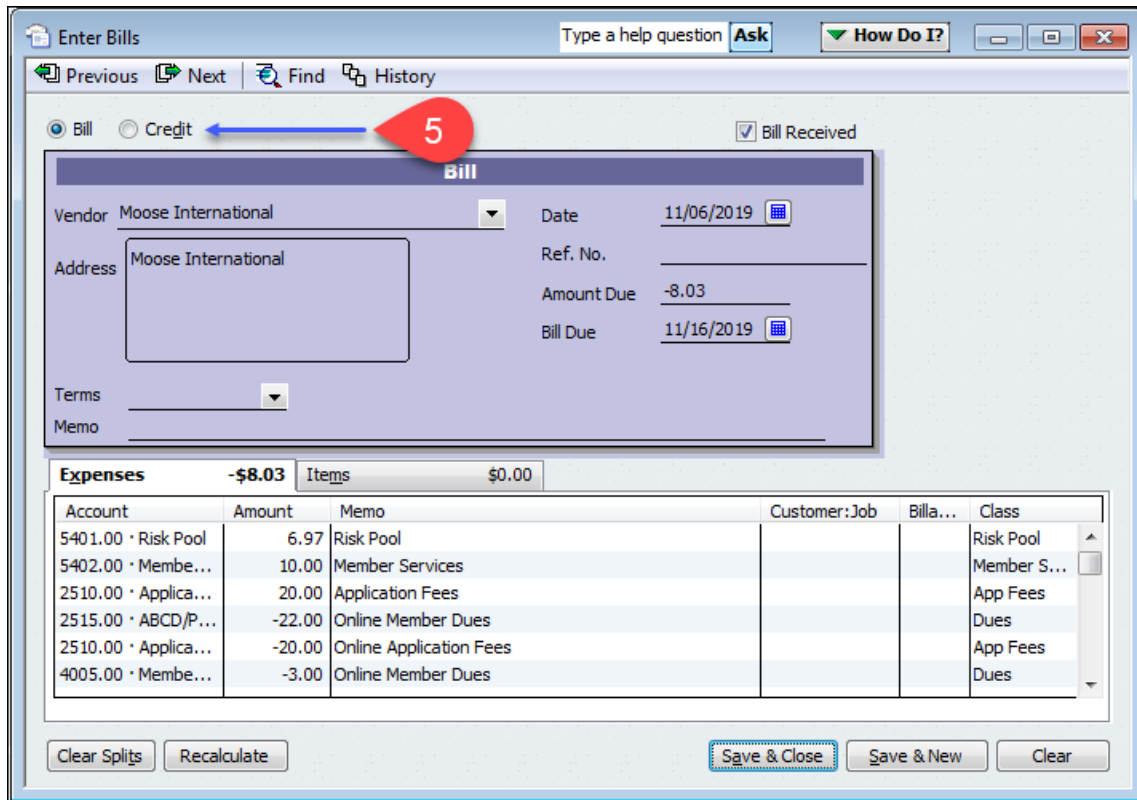 Enter Bills Type a help question Ask How Do I?
Previous Next Find History
Bill Credit 5 Bill Received
Bill
Vendor Moose International Date 11/06/2019
Address Moose International Ref. No.
Amount Due -8.03
Bill Due 11/16/2019
Terms
Memo
Expenses -$8.03 Items $0.00
Account Amount Memo Customer:Job Billa... Class
5401.00 · Risk Pool 6.97 Risk Pool Risk Pool
5402.00 · Membe... 10.00 Member Services Member S...
2510.00 · Applica... 20.00 Application Fees App Fees
2515.00 · ABCD/P... -22.00 Online Member Dues Dues
2510.00 · Applica... -20.00 Online Application Fees App Fees
4005.00 · Membe... -3.00 Online Member Dues Dues
Clear Splits Recalculate Save & Close Save & New Clear